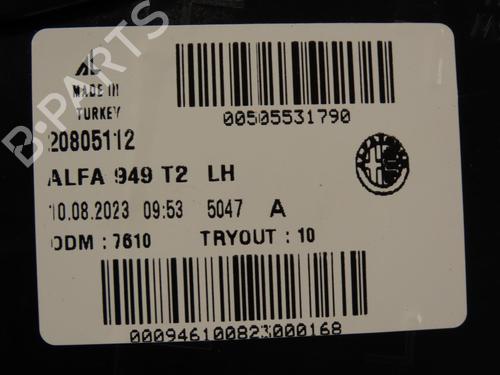 B-PARTS
AL
MADE IN
TURKEY
00505531790
20805112
ALFA 949 T2 LH
10.08.2023 09:53 5047 A
ODM : 7610 TRYOUT : 10
000946100823000168